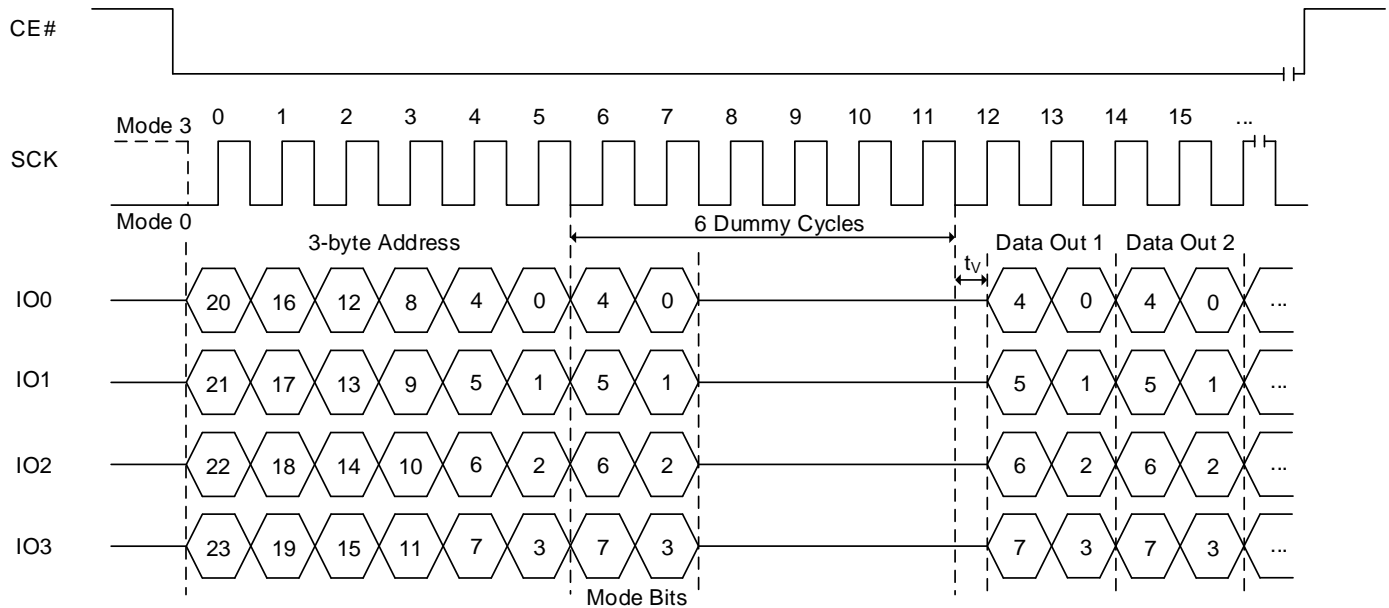 CE#
0 1 2 3 4 5 6 7 8 9 10 11 12 13 14 15 ...
Mode 3
SCK
Mode 0
6 Dummy Cycles
3-byte Address
Data Out 1 Data Out 2
tV
IO0 20 16 12 8 4 0 4 0 4 0 4 0 ...
IO1 21 17 13 9 5 1 5 1 5 1 5 1 ...
IO2 22 18 14 10 6 2 6 2 6 2 6 2 ...
IO3 23 19 15 11 7 3 7 3 7 3 7 3 ...
Mode Bits